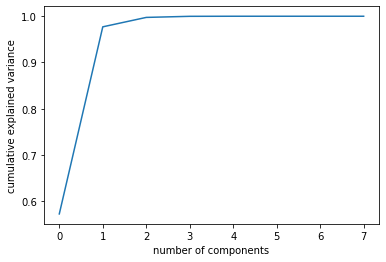 1.0
0.9
0.8
0.7
0.6
cumulative explained variance
0 1 2 3 4 5 6 7
number of components